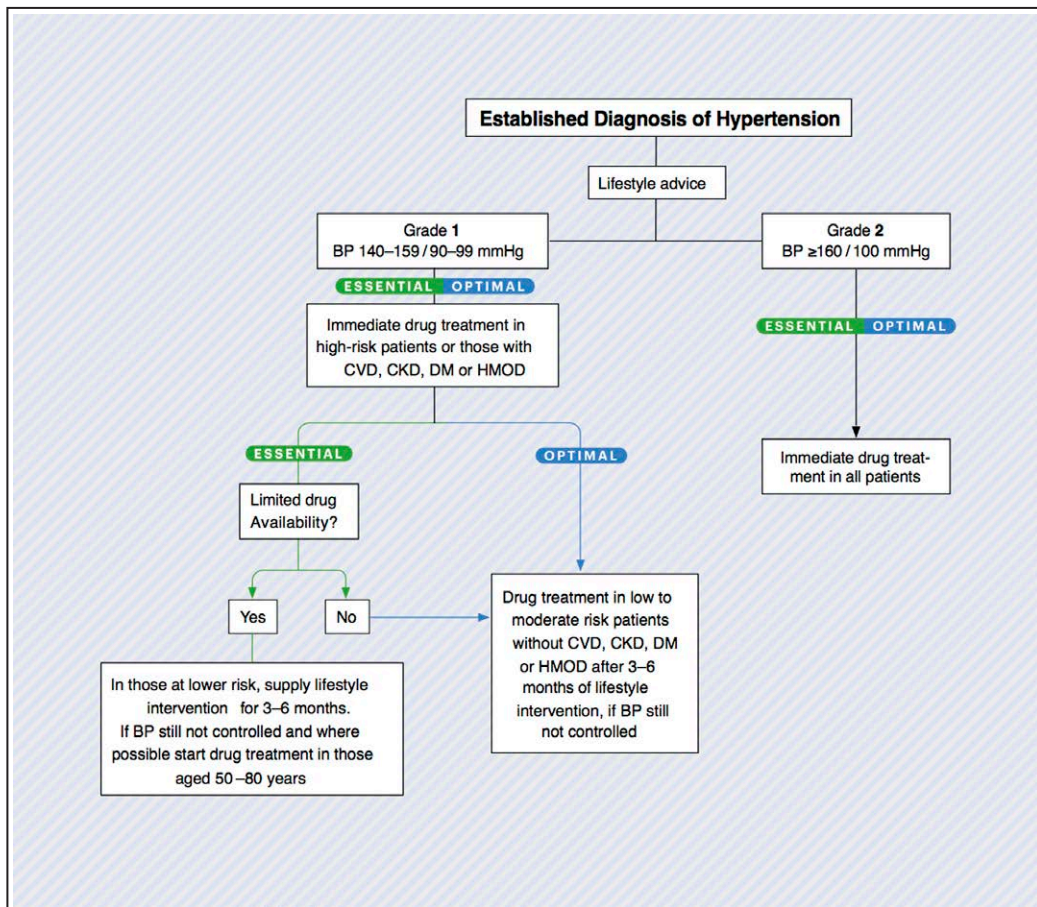 Established Diagnosis of Hypertension
Lifestyle advice
Grade 1
BP 140–159 / 90–99 mmHg
Grade 2
BP ≥160 / 100 mmHg
ESSENTIAL OPTIMAL
Immediate drug treatment in
high-risk patients or those with
CVD, CKD, DM or HMOD
ESSENTIAL OPTIMAL
Immediate drug treat-
ment in all patients
ESSENTIAL
OPTIMAL
Limited drug
Availability?
Yes
No
In those at lower risk, supply lifestyle
intervention for 3–6 months.
If BP still not controlled and where
possible start drug treatment in those
aged 50–80 years
Drug treatment in low to
moderate risk patients
without CVD, CKD, DM
or HMOD after 3–6
months of lifestyle
intervention, if BP still
not controlled